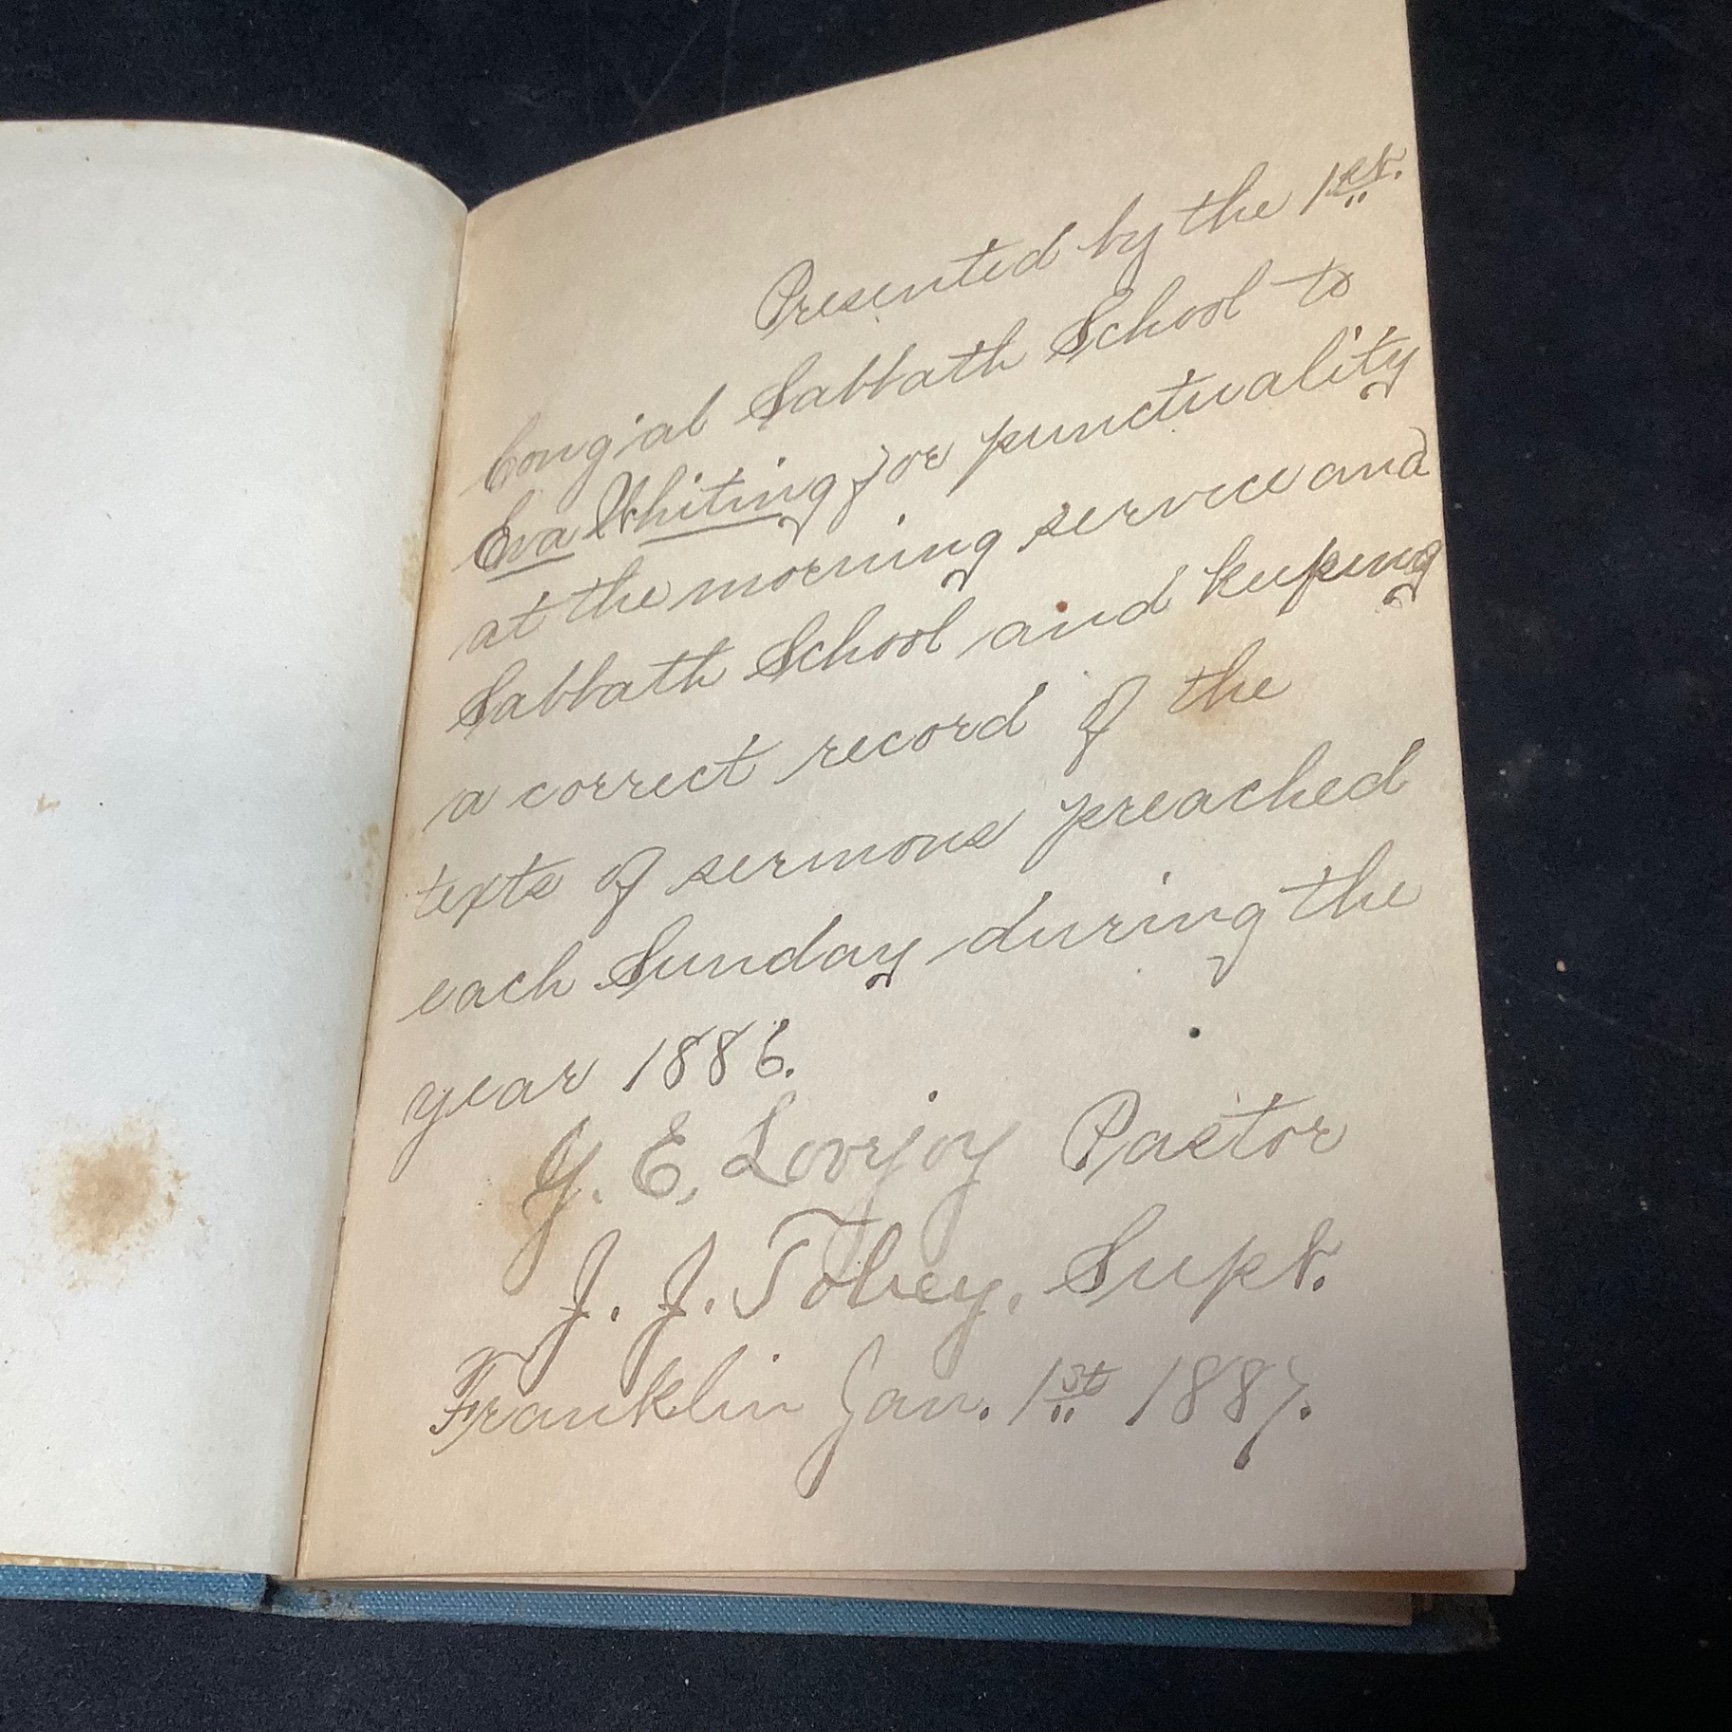 Presented by the 1st.
Cong'al Sabbath School to
Eva Whiting for punctuality
at the morning service and
Sabbath School and keeping
a correct record of the
texts of sermons preached
each Sunday during the
year 1886.
G. E. Lovejoy Pastor
J. J. Tobey, Supt.
Franklin Jan. 1st 1887.